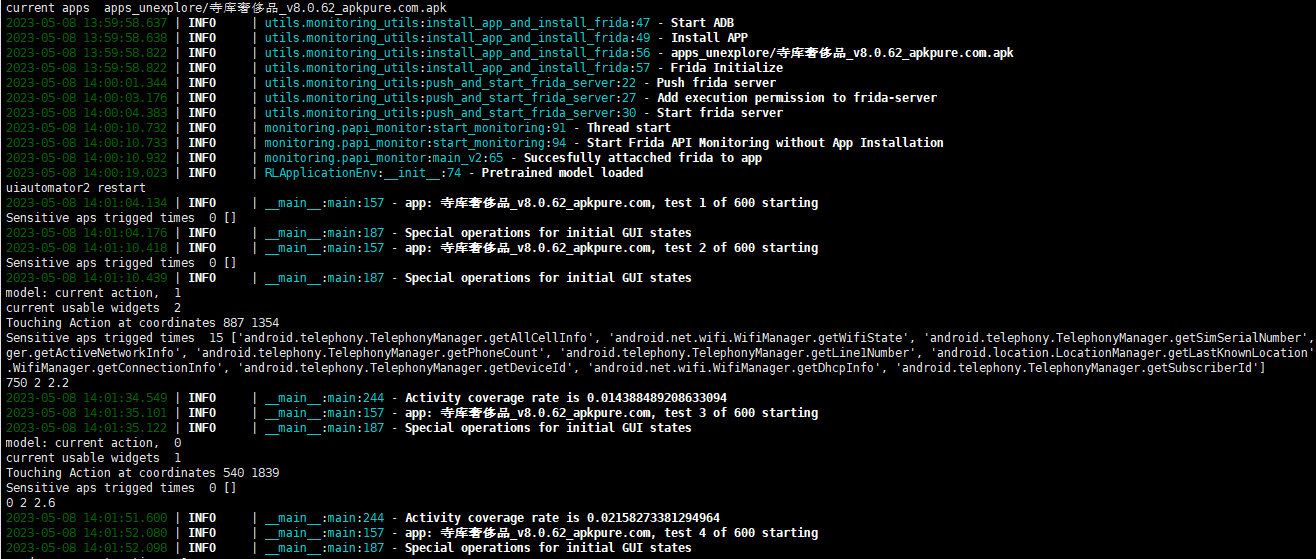 current apps  apps_unexplore/寺库奢侈品_v8.0.62_apkpure.com.apk
2023-05-08 13:59:58.637 | INFO     | utils.monitoring_utils:install_app_and_install_frida:47 - Start ADB
2023-05-08 13:59:58.638 | INFO     | utils.monitoring_utils:install_app_and_install_frida:49 - Install APP
2023-05-08 13:59:58.822 | INFO     | utils.monitoring_utils:install_app_and_install_frida:56 - apps_unexplore/寺库奢侈品_v8.0.62_apkpure.com.apk
2023-05-08 13:59:58.822 | INFO     | utils.monitoring_utils:install_app_and_install_frida:57 - Frida Initialize
2023-05-08 14:00:01.344 | INFO     | utils.monitoring_utils:push_and_start_frida_server:22 - Push frida server
2023-05-08 14:00:03.176 | INFO     | utils.monitoring_utils:push_and_start_frida_server:27 - Add execution permission to frida-server
2023-05-08 14:00:04.383 | INFO     | utils.monitoring_utils:push_and_start_frida_server:30 - Start frida server
2023-05-08 14:00:10.732 | INFO     | monitoring.papi_monitor:start_monitoring:91 - Thread start
2023-05-08 14:00:10.733 | INFO     | monitoring.papi_monitor:start_monitoring:94 - Start Frida API Monitoring without App Installation
2023-05-08 14:00:10.932 | INFO     | monitoring.papi_monitor:main_v2:65 - Succesfully attacched frida to app
2023-05-08 14:00:19.023 | INFO     | RLApplicationEnv:__init__:74 - Pretrained model loaded
uiautomator2 restart
2023-05-08 14:01:04.134 | INFO     | __main__:main:157 - app: 寺库奢侈品_v8.0.62_apkpure.com, test 1 of 600 starting
Sensitive aps trigged times  0 []
2023-05-08 14:01:04.176 | INFO     | __main__:main:187 - Special operations for initial GUI states
2023-05-08 14:01:10.418 | INFO     | __main__:main:157 - app: 寺库奢侈品_v8.0.62_apkpure.com, test 2 of 600 starting
Sensitive aps trigged times  0 []
2023-05-08 14:01:10.439 | INFO     | __main__:main:187 - Special operations for initial GUI states
model: current action,  1
current usable widgets  2
Touching Action at coordinates 887 1354
Sensitive aps trigged times  15 ['android.telephony.TelephonyManager.getAllCellInfo', 'android.net.wifi.WifiManager.getWifiState', 'android.telephony.TelephonyManager.getSimSerialNumber',
ger.getActiveNetworkInfo', 'android.telephony.TelephonyManager.getPhoneCount', 'android.telephony.TelephonyManager.getLine1Number', 'android.location.LocationManager.getLastKnownLocation'
.WifiManager.getConnectionInfo', 'android.telephony.TelephonyManager.getDeviceId', 'android.net.wifi.WifiManager.getDhcpInfo', 'android.telephony.TelephonyManager.getSubscriberId']
750 2 2.2
2023-05-08 14:01:34.549 | INFO     | __main__:main:244 - Activity coverage rate is 0.014388489208633094
2023-05-08 14:01:35.101 | INFO     | __main__:main:157 - app: 寺库奢侈品_v8.0.62_apkpure.com, test 3 of 600 starting
2023-05-08 14:01:35.122 | INFO     | __main__:main:187 - Special operations for initial GUI states
model: current action,  0
current usable widgets  1
Touching Action at coordinates 540 1839
Sensitive aps trigged times  0 []
0 2 2.6
2023-05-08 14:01:51.600 | INFO     | __main__:main:244 - Activity coverage rate is 0.02158273381294964
2023-05-08 14:01:52.080 | INFO     | __main__:main:157 - app: 寺库奢侈品_v8.0.62_apkpure.com, test 4 of 600 starting
2023-05-08 14:01:52.098 | INFO     | __main__:main:187 - Special operations for initial GUI states